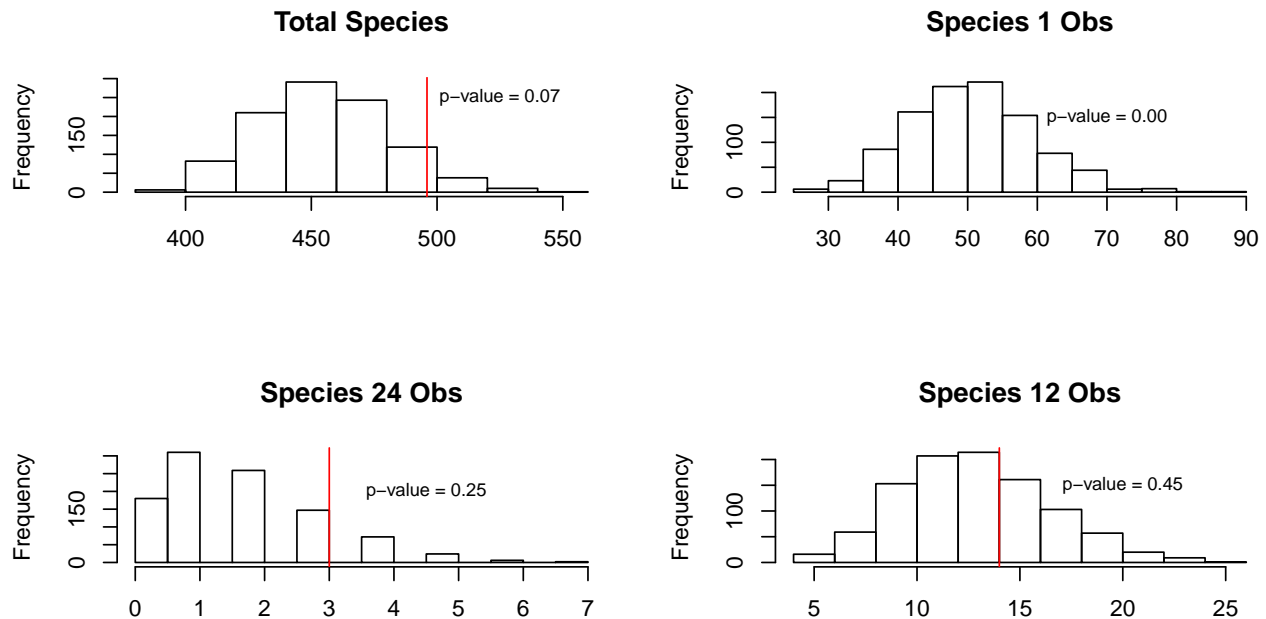 Total Species
Frequency
0 150
p−value = 0.07
400 450 500 550
Species 1 Obs
Frequency
0 100
p−value = 0.00
30 40 50 60 70 80 90
Species 24 Obs
Frequency
0 150
p−value = 0.25
0 1 2 3 4 5 6 7
Species 12 Obs
Frequency
0 100
p−value = 0.45
5 10 15 20 25